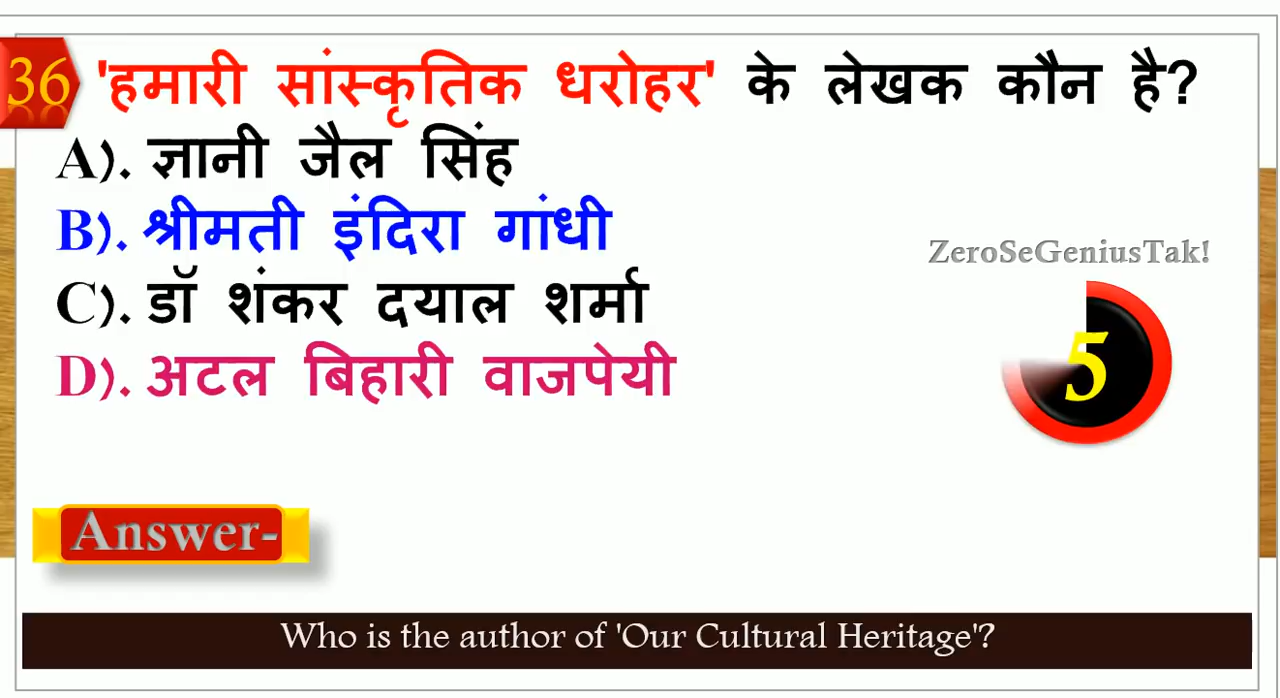 36 'हमारी सांस्कृतिक धरोहर' के लेखक कौन है?
A). ज्ञानी जैल सिंह
B). श्रीमती इंदिरा गांधी
C). डॉ शंकर दयाल शर्मा
D). अटल बिहारी वाजपेयी
ZeroSeGeniusTak!
5
Answer-
Who is the author of 'Our Cultural Heritage'?